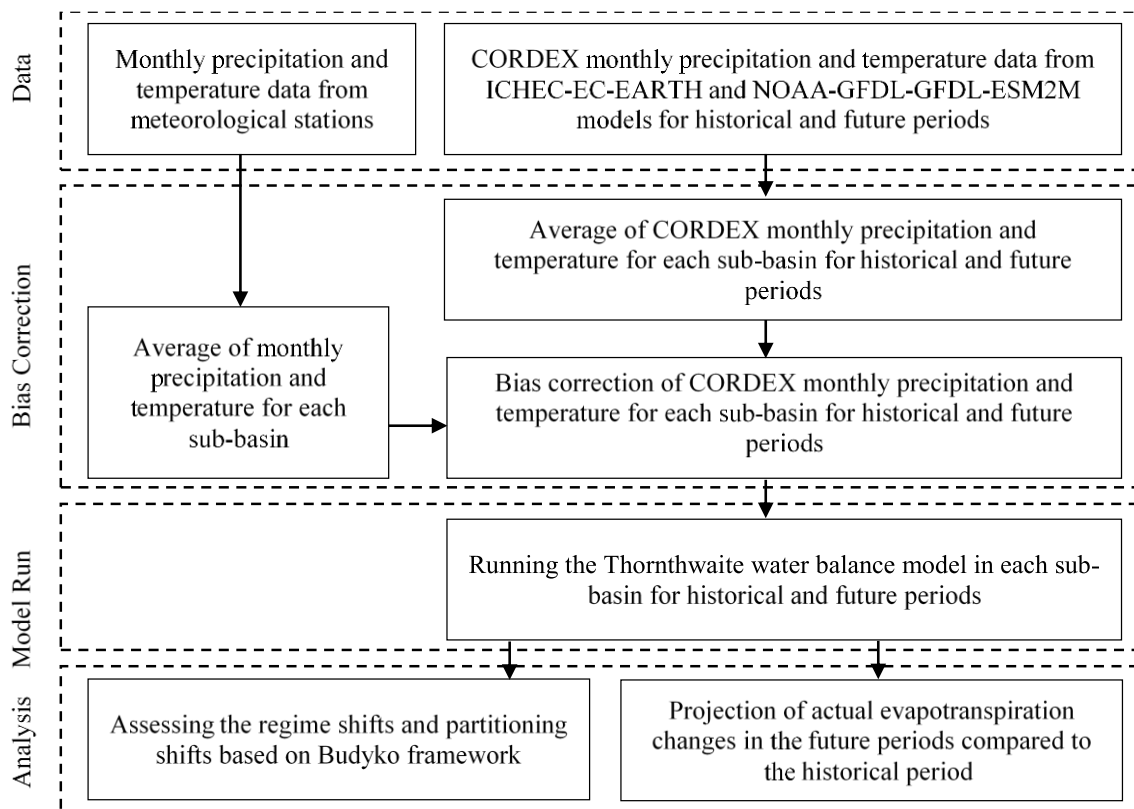 Data
Monthly precipitation and
temperature data from
meteorological stations
CORDEX monthly precipitation and temperature data from
ICHEC-EC-EARTH and NOAA-GFDL-GFDL-ESM2M
models for historical and future periods
Bias Correction
Average of CORDEX monthly precipitation and
temperature for each sub-basin for historical and future
periods
Average of monthly
precipitation and
temperature for each
sub-basin
Bias correction of CORDEX monthly precipitation and
temperature for each sub-basin for historical and future
periods
Model Run
Running the Thornthwaite water balance model in each sub-
basin for historical and future periods
Analysis
Assessing the regime shifts and partitioning
shifts based on Budyko framework
Projection of actual evapotranspiration
changes in the future periods compared to
the historical period